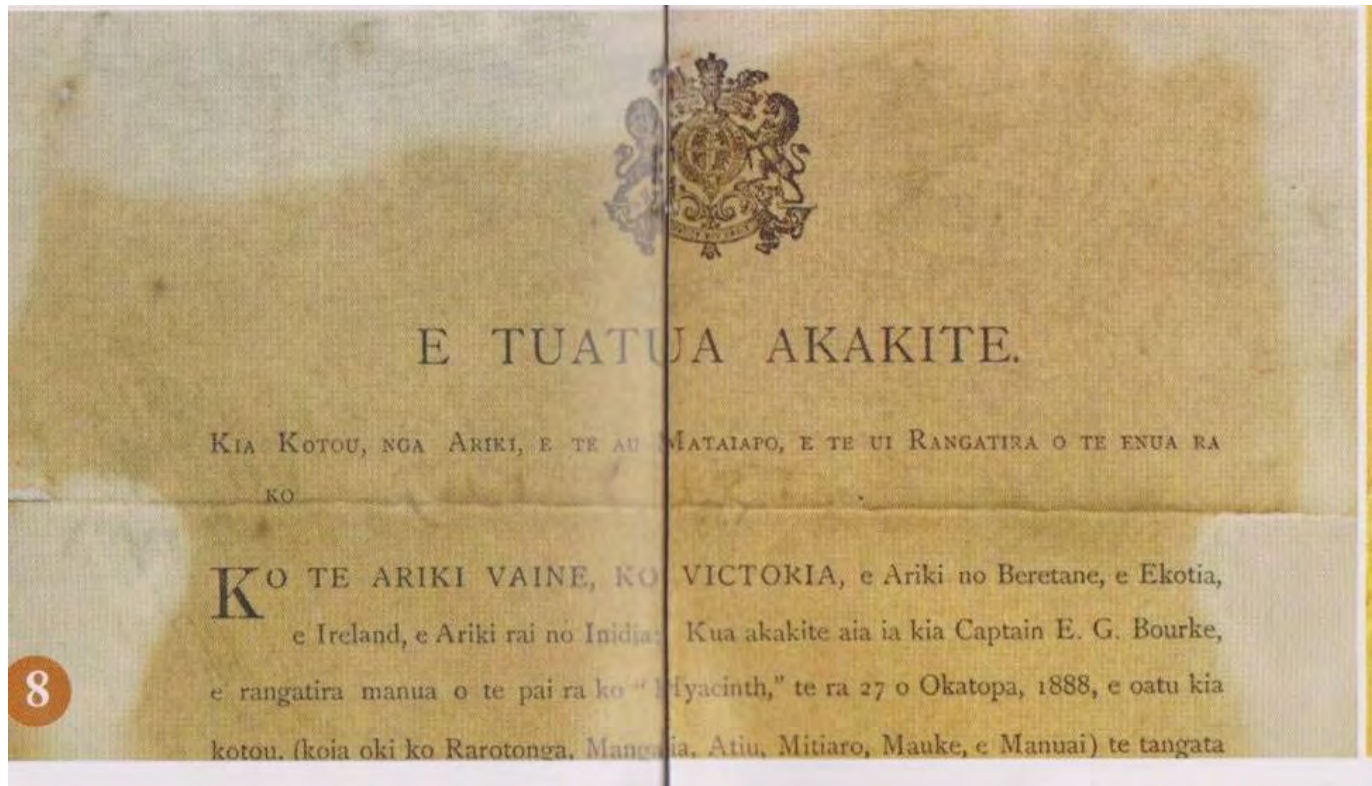 E TUATUA AKAKITE.
KIA KOTOU, NGA ARIKI, E TE AU MATAIAPO, E TE UI RANGATIRA O TE ENUA RA
KO
KO TE ARIKI VAINE, KO VICTORIA, e Ariki no Beretane, e Ekotia,
e Ireland, e Ariki rai no Inidia: Kua akakite aia ia kia Captain E. G. Bourke,
e rangatira manua o te pai ra ko "Hyacinth," te ra 27 o Okatopa, 1888, e oatu kia
8
kotou, (koia oki ko Rarotonga, Mangaia, Atiu, Mitiaro, Mauke, e Manuai) te tangata